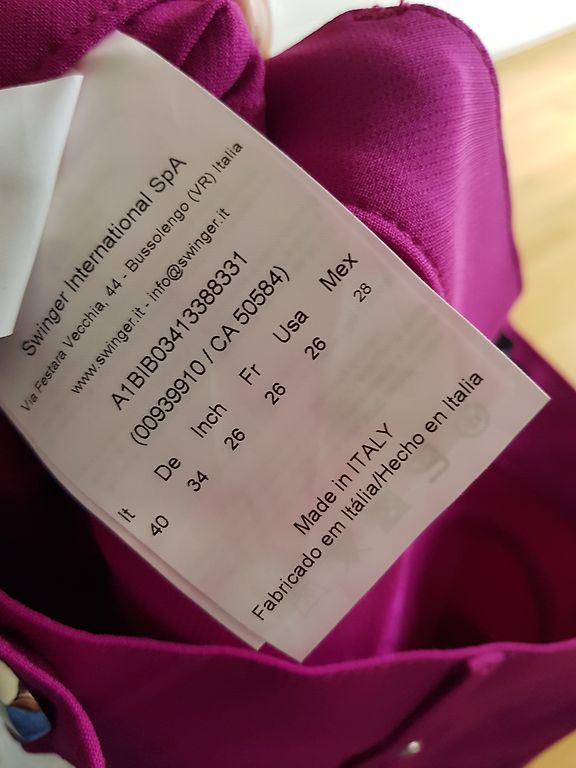 Swinger International SpA
Via Festara Vecchia, 44 - Bussolengo (VR) Italia
www.swinger.it - info@swinger.it
A1BIB03413388331
(00939910 / CA 50584)
It De Inch Fr Usa Mex
40 34 26 26 26 28
Made in ITALY
Fabricado em Itália/Hecho en Italia